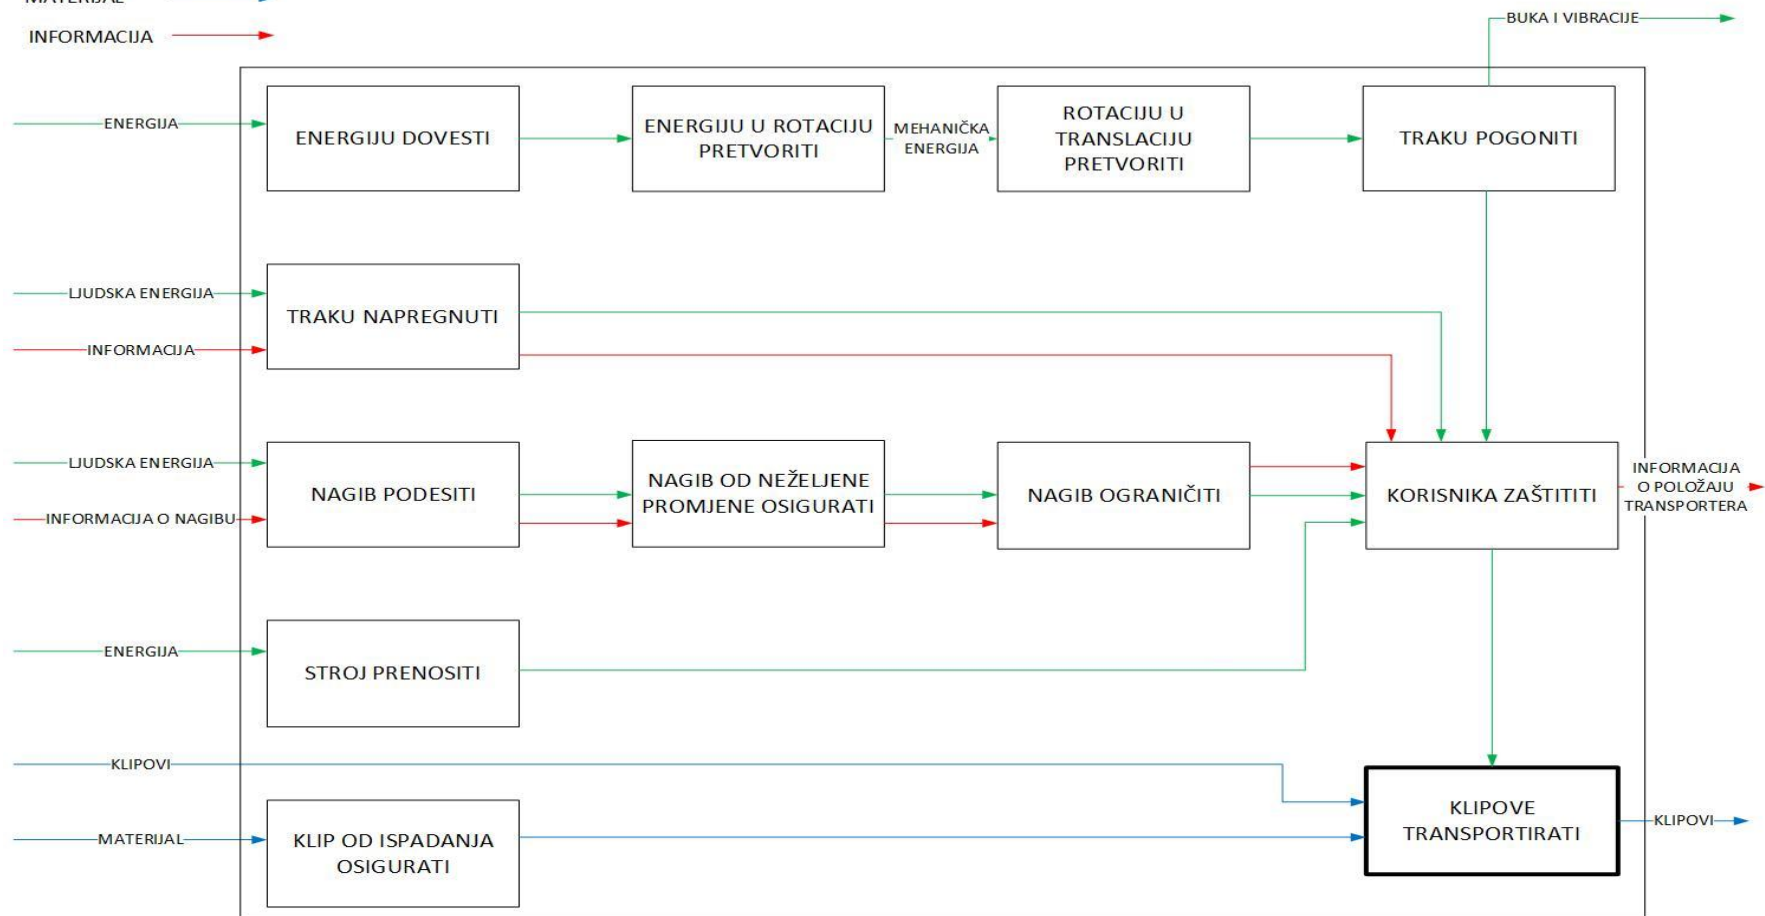 MATERIJAL
INFORMACIJA
BUKA I VIBRACIJE
ENERGIJA
ENERGIJU DOVESTI
ENERGIJU U ROTACIJU
PRETVORITI
MEHANIČKA
ENERGIJA
ROTACIJU U
TRANSLACIJU
PRETVORITI
TRAKU POGONITI
LJUDSKA ENERGIJA
INFORMACIJA
TRAKU NAPREGNUTI
LJUDSKA ENERGIJA
INFORMACIJA O NAGIBU
NAGIB PODESITI
NAGIB OD NEŽELJENE
PROMJENE OSIGURATI
NAGIB OGRANIČITI
KORISNIKA ZAŠTITITI
INFORMACIJA
O POLOŽAJU
TRANSPORTERA
ENERGIJA
STROJ PRENOSITI
KLIPOVI
MATERIJAL
KLIP OD ISPADANJA
OSIGURATI
KLIPOVE
TRANSPORTIRATI
KLIPOVI